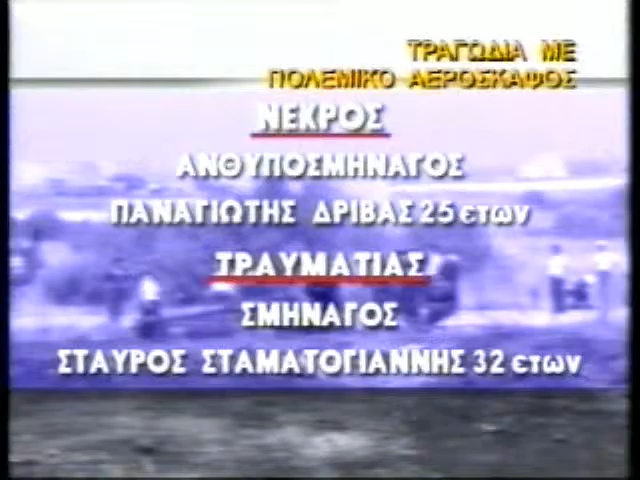 ΤΡΑΓΩΔΙΑ ΜΕ
ΠΟΛΕΜΙΚΟ ΑΕΡΟΣΚΑΦΟΣ
ΝΕΚΡΟΣ
ΑΝΘΥΠΟΣΜΗΝΑΓΟΣ
ΠΑΝΑΓΙΩΤΗΣ ΔΡΙΒΑΣ 25 ετων
ΤΡΑΥΜΑΤΙΑΣ
ΣΜΗΝΑΓΟΣ
ΣΤΑΥΡΟΣ ΣΤΑΜΑΤΟΓΙΑΝΝΗΣ 32 ετων